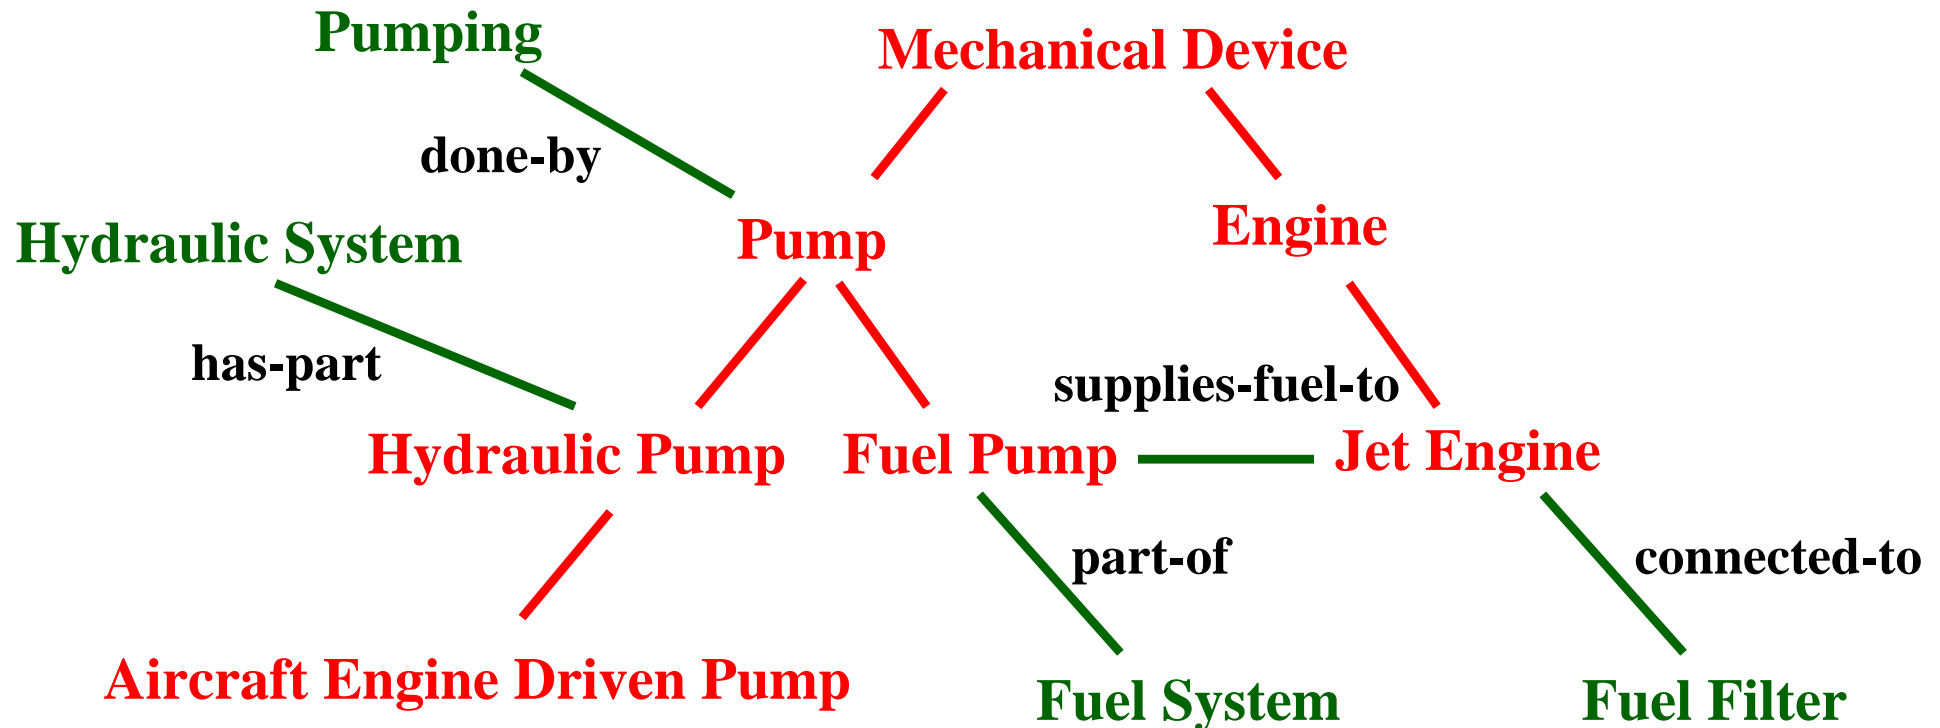 Pumping
Mechanical Device
done-by
Hydraulic System
Pump
Engine
has-part
supplies-fuel-to
Hydraulic Pump
Fuel Pump
Jet Engine
part-of
connected-to
Aircraft Engine Driven Pump
Fuel System
Fuel Filter